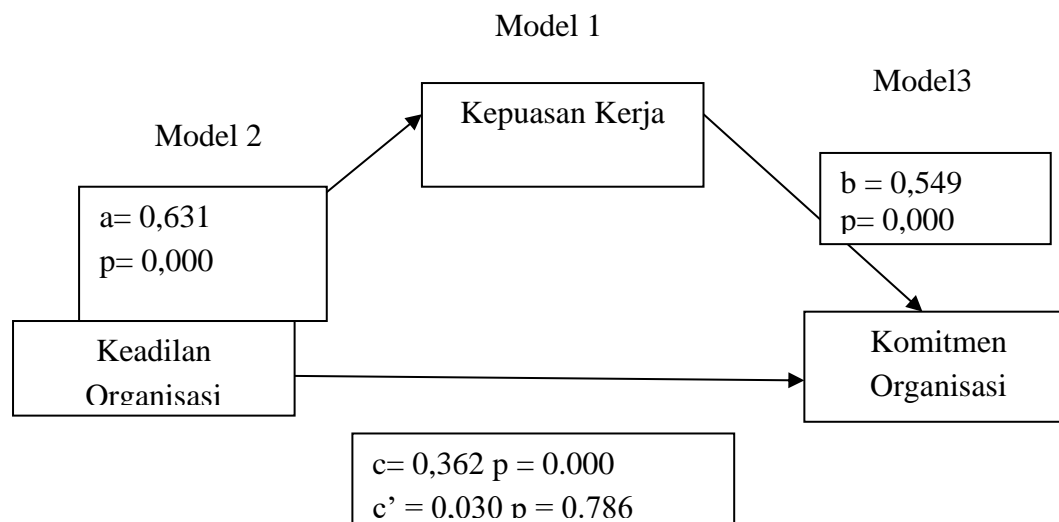 Model 1
Model3
Kepuasan Kerja
Model 2
b = 0,549
p= 0,000
a= 0,631
p= 0,000
Keadilan
Organisasi
Komitmen
Organisasi
c= 0,362 p = 0.000
c’ = 0.030 p = 0.786